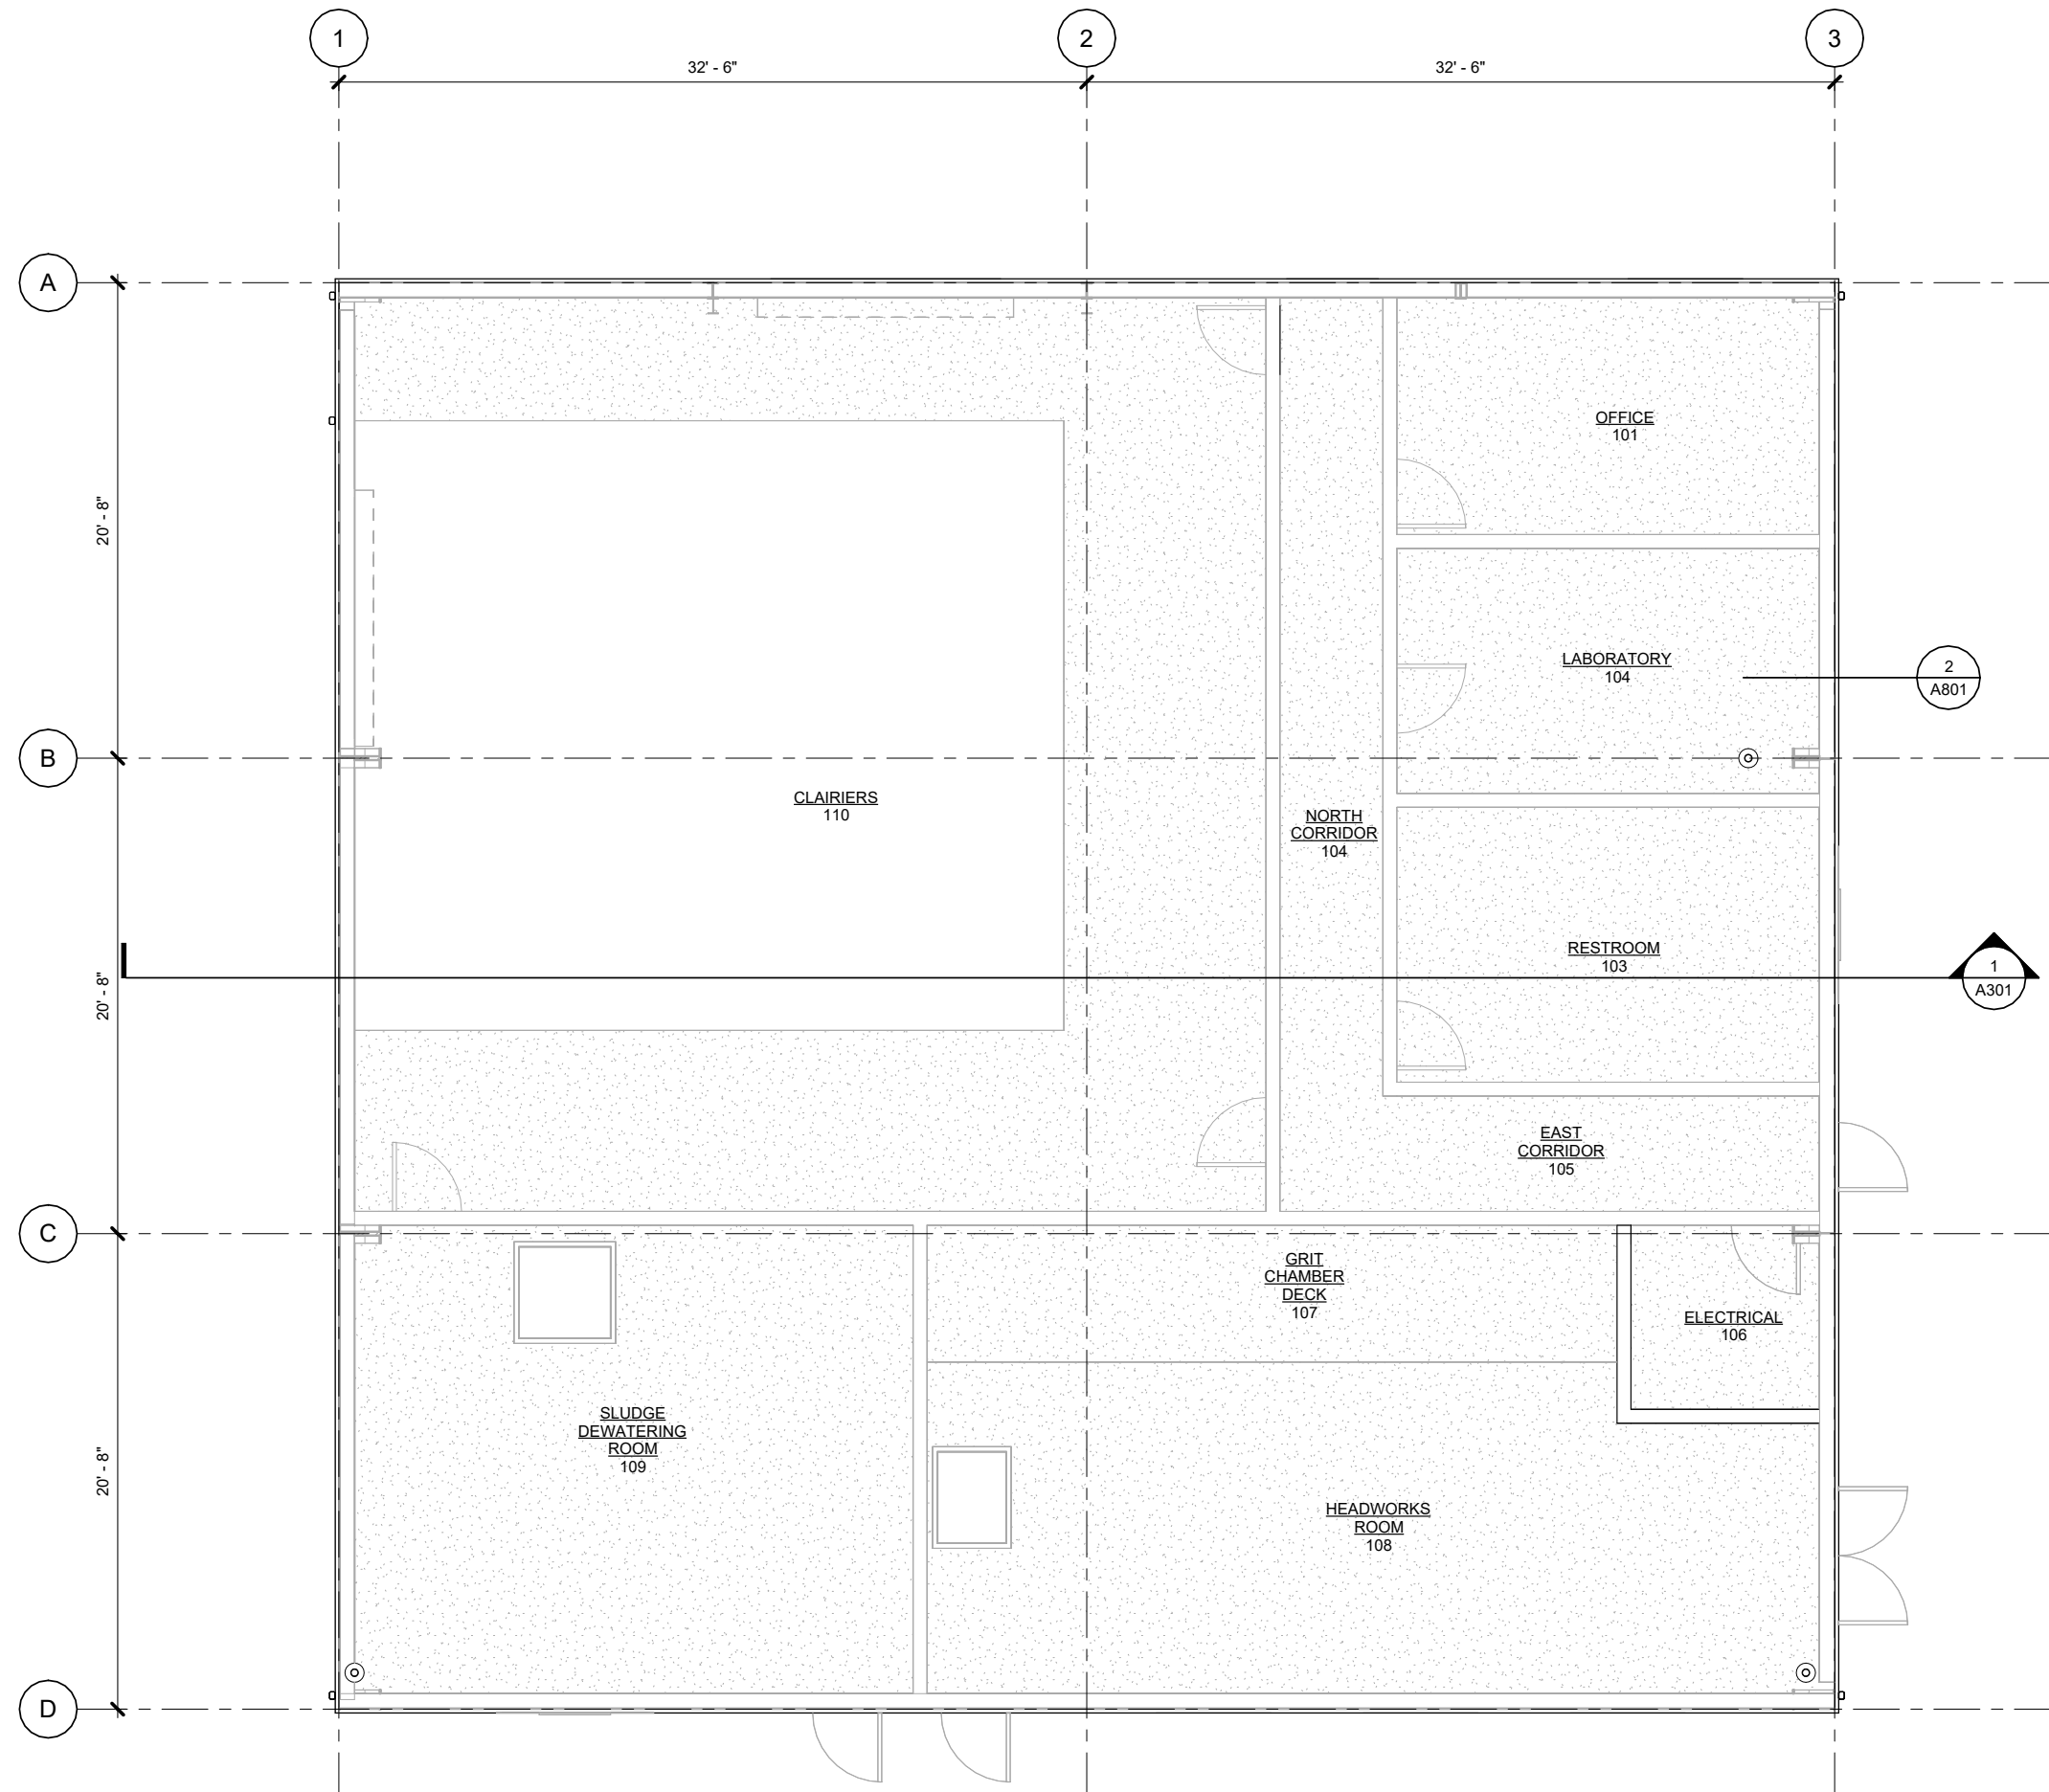 1
2
3
32' - 6"
32' - 6"
A
20' - 8"
OFFICE
101
LABORATORY
104
2
A801
B
CLAIRIERS
110
NORTH
CORRIDOR
104
RESTROOM
103
20' - 8"
1
A301
EAST
CORRIDOR
105
C
GRIT
CHAMBER
DECK
107
ELECTRICAL
106
SLUDGE
DEWATERING
ROOM
109
20' - 8"
HEADWORKS
ROOM
108
D